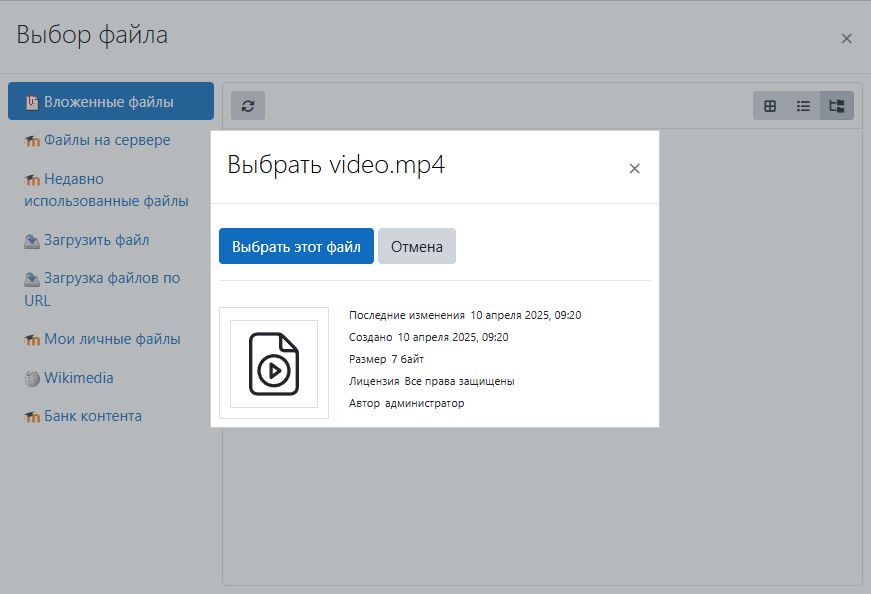 Выбор файла
Вложенные файлы
Файлы на сервере
Недавно
использованные файлы
Загрузить файл
Загрузка файлов по
URL
Мои личные файлы
Wikimedia
Банк контента
Выбрать video.mp4
Выбрать этот файл
Отмена
Последние изменения 10 апреля 2025, 09:20
Создано 10 апреля 2025, 09:20
Размер 7 байт
Лицензия Все права защищены
Автор администратор